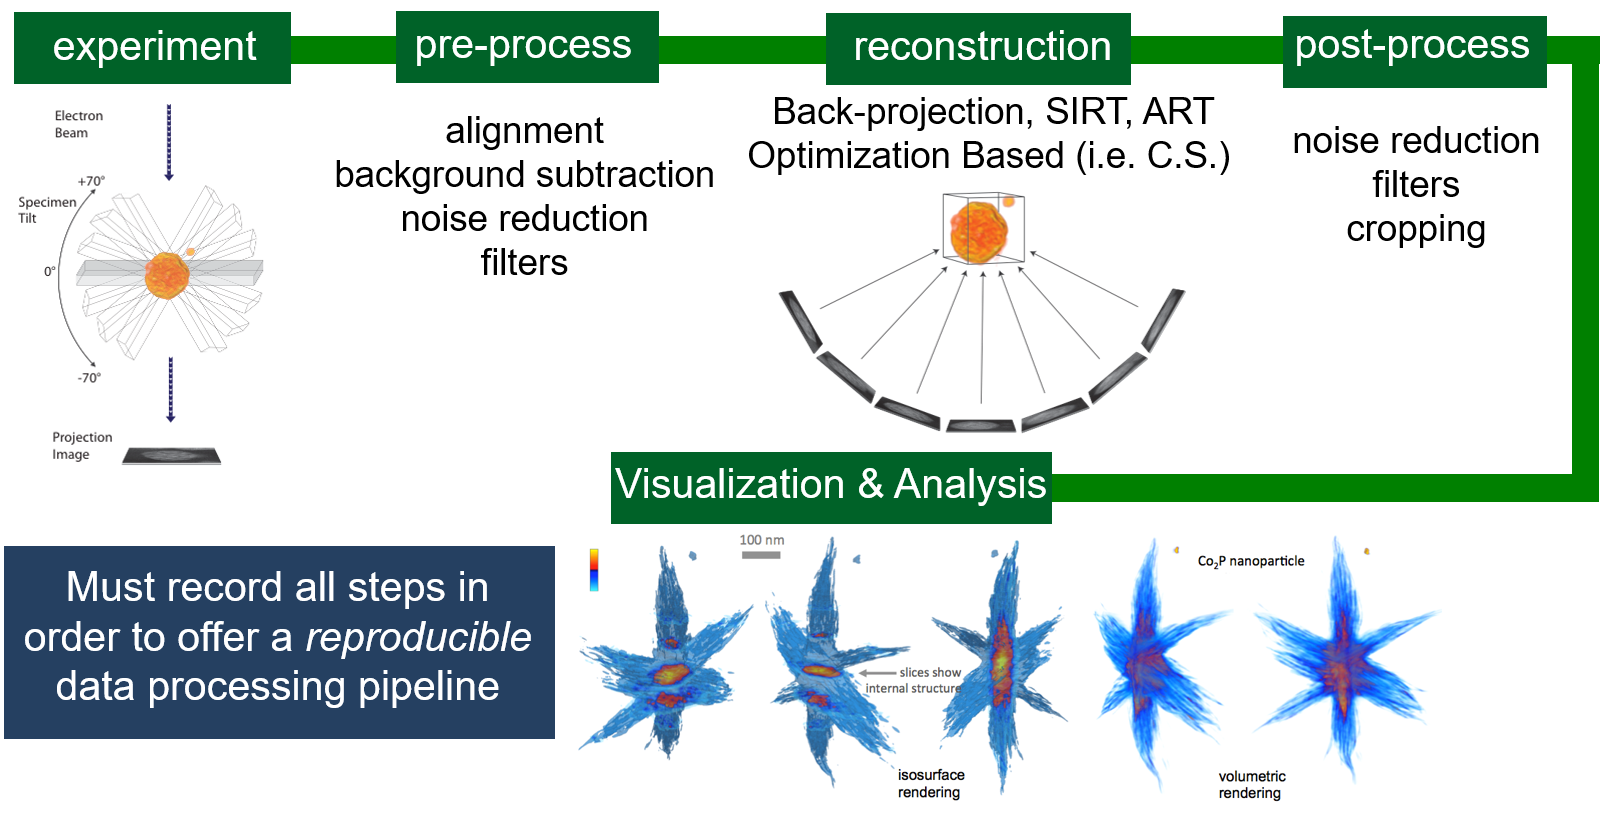 experiment
pre-process
reconstruction
post-process
Electron
Beam
+70°
Specimen
Tilt
0°
-70°
Projection
Image
alignment
background subtraction
noise reduction
filters
Back-projection, SIRT, ART
Optimization Based (i.e. C.S.)
noise reduction
filters
cropping
Visualization & Analysis
Must record all steps in
order to offer a reproducible
data processing pipeline
100 nm
slices show
internal structure
isosurface
rendering
Co₂P nanoparticle
volumetric
rendering